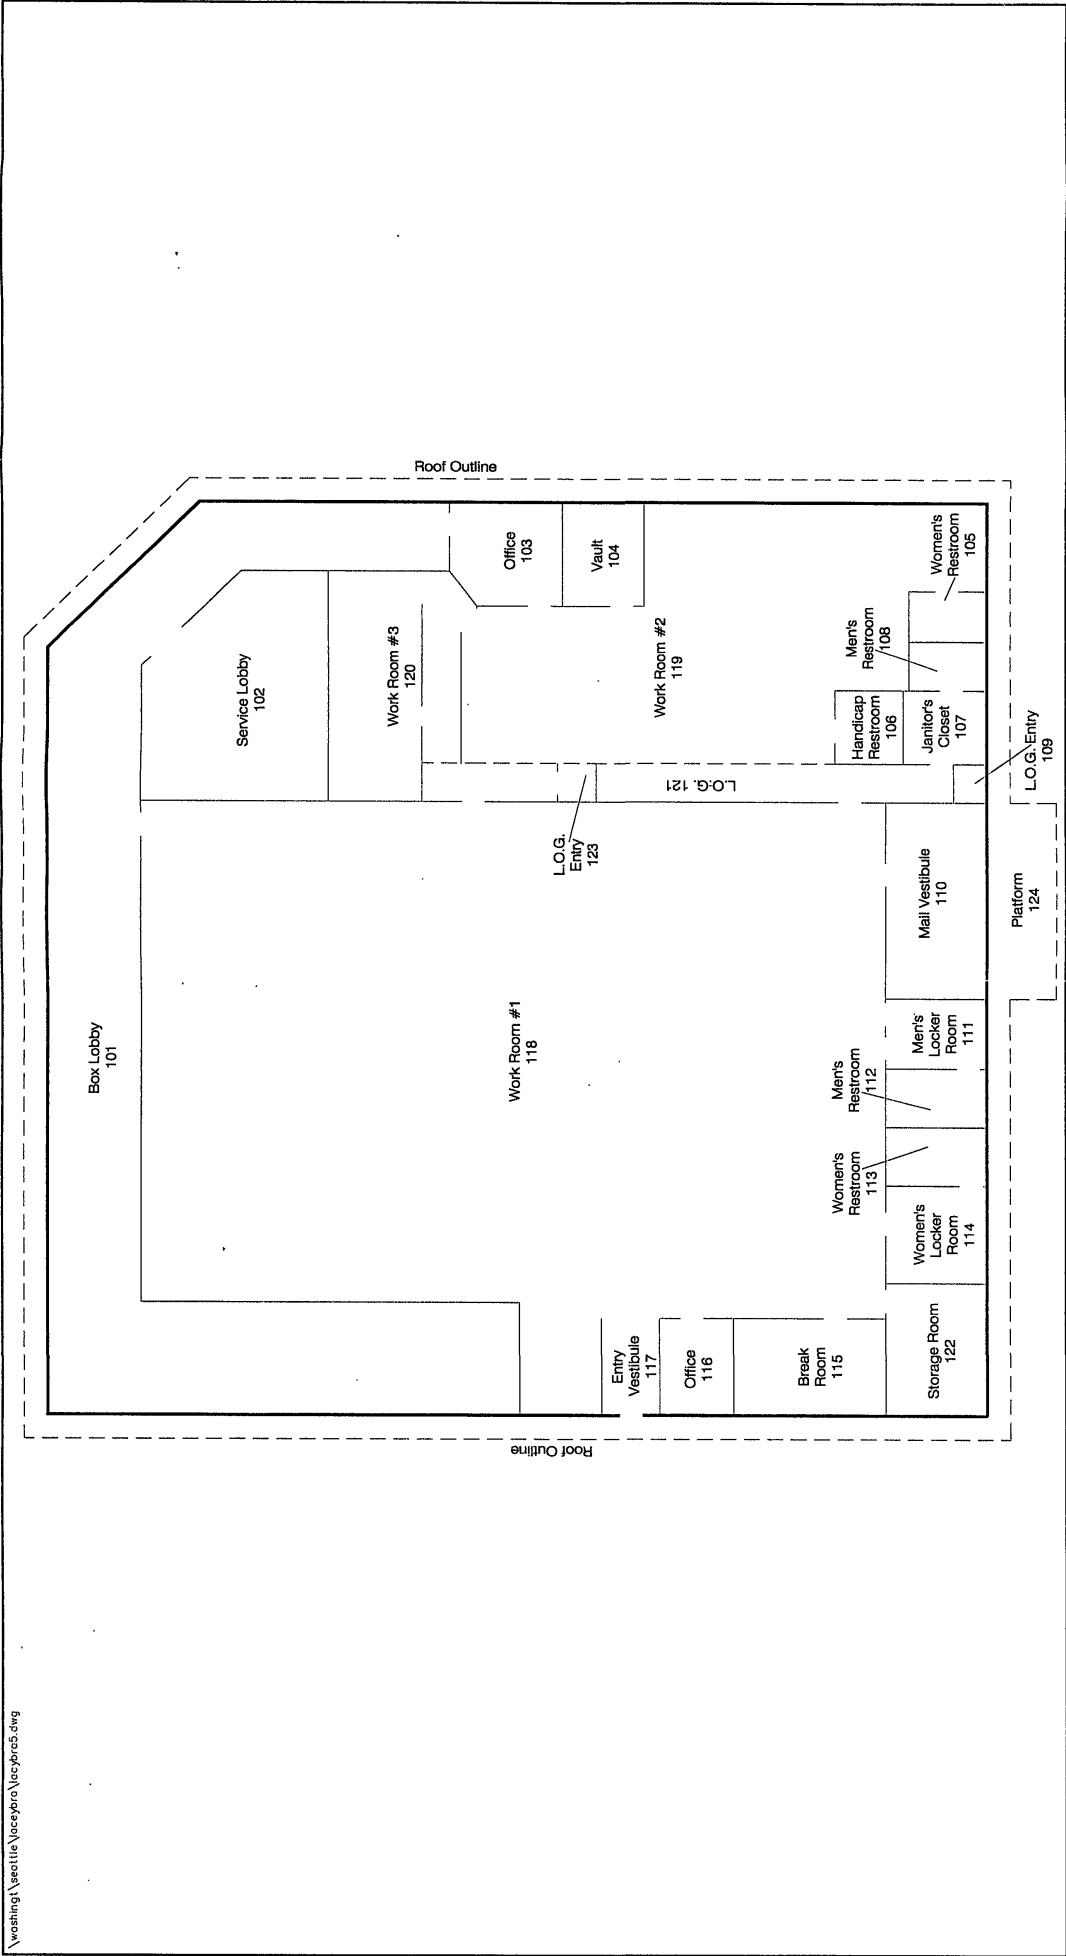 \washingt\seattle\laceybra\lacybra5.dwg
Roof Outline
Box Lobby
101
Service Lobby
102
Work Room #3
120
Office
103
Vault
104
Work Room #2
119
Women's
Restroom
105
Men's
Restroom
108
Handicap
Restroom
106
Janitor's
Closet
107
L.O.G. Entry
109
L.O.G. 121
L.O.G.
Entry
123
Mail Vestibule
110
Platform
124
Work Room #1
118
Men's
Locker
Room
111
Men's
Restroom
112
Women's
Restroom
113
Women's
Locker
Room
114
Storage Room
122
Break
Room
115
Office
116
Entry
Vestibule
117
Roof Outline